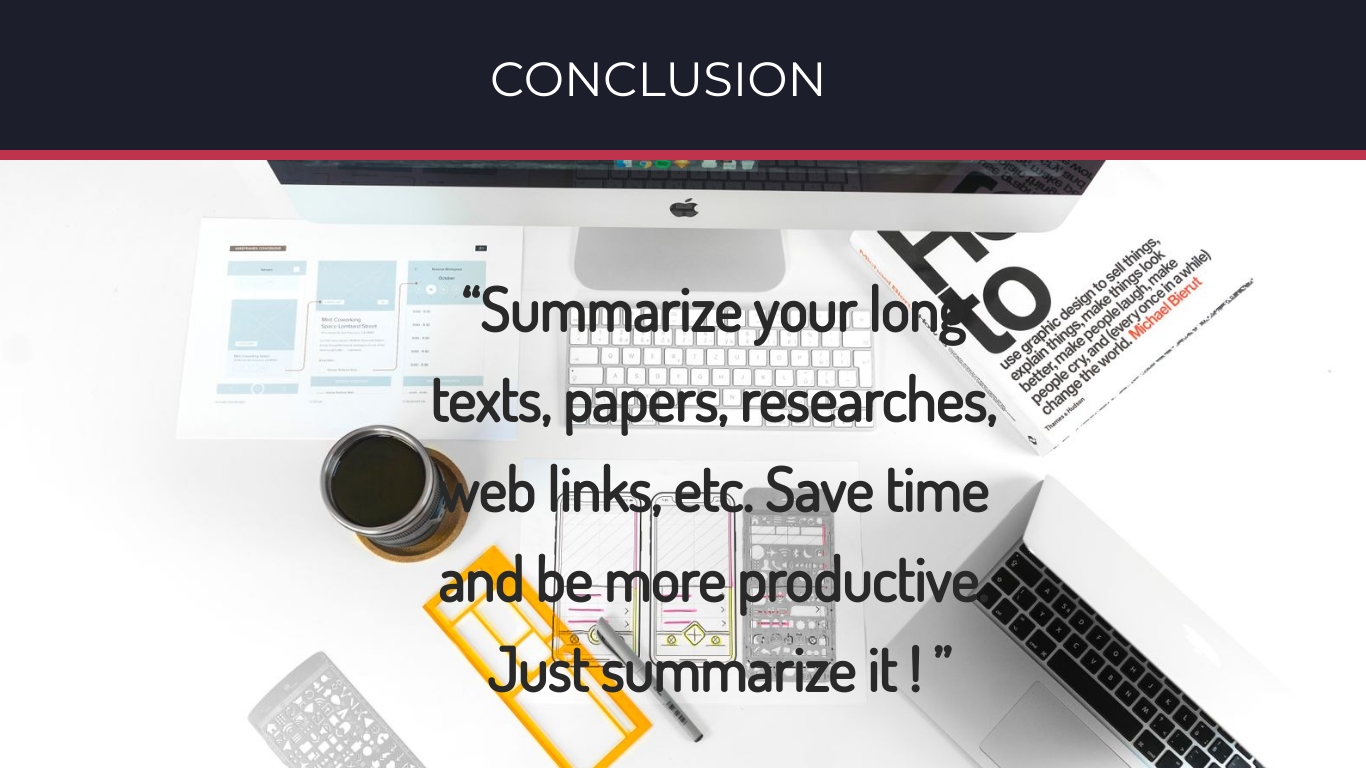 CONCLUSION
“Summarize your long
texts, papers, researches,
web links, etc. Save time
and be more productive
Just summarize it ! ”
to
use graphic design to sell things,
explain things, make things look
better, make people laugh, make
people cry, and (every once in a while)
change the world. Michael Bierut
Thames & Hudson
October
Med Coworking
Space Lombard Street